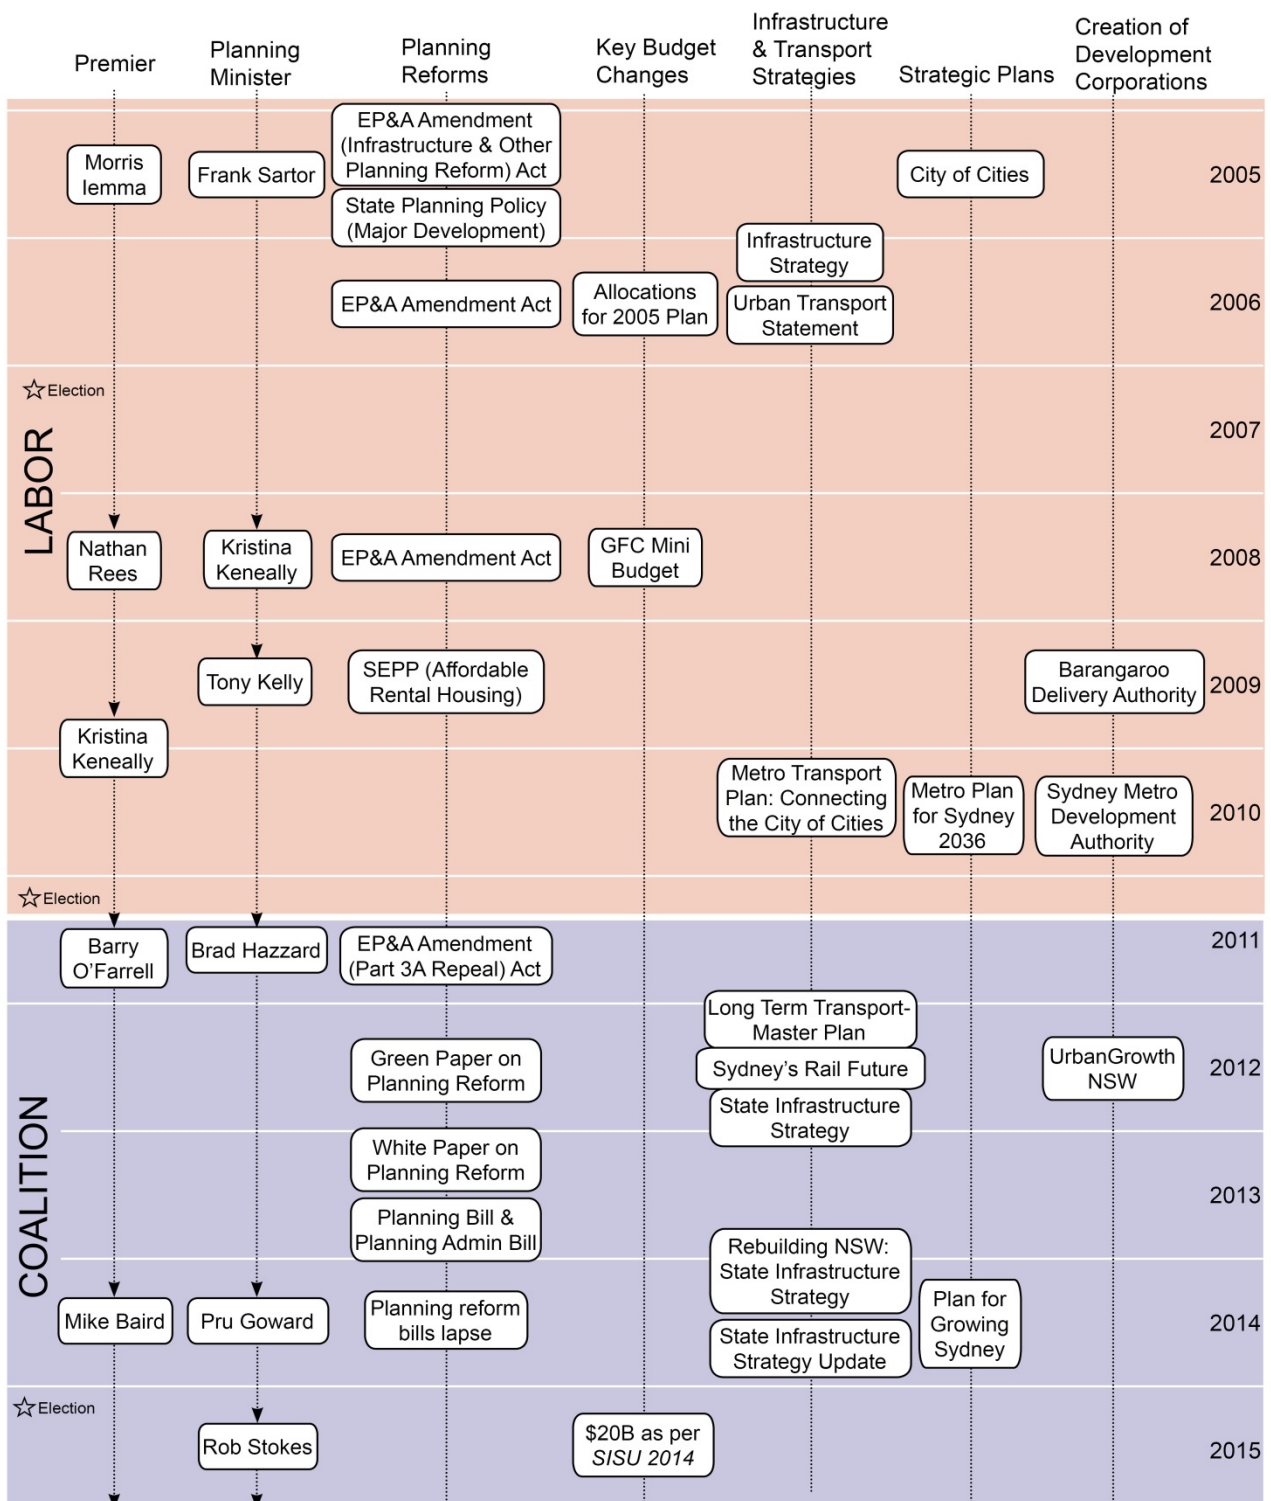 Premier
Planning
Minister
Planning
Reforms
Key Budget
Changes
Infrastructure
& Transport
Strategies
Strategic Plans
Creation of
Development
Corporations
LABOR
Morris
Iemma
Frank Sartor
EP&A Amendment
(Infrastructure & Other
Planning Reform) Act
State Planning Policy
(Major Development)
City of Cities
2005
EP&A Amendment Act
Allocations
for 2005 Plan
Infrastructure
Strategy
Urban Transport
Statement
2006
☆ Election
2007
Nathan
Rees
Kristina
Keneally
EP&A Amendment Act
GFC Mini
Budget
2008
Tony Kelly
SEPP (Affordable
Rental Housing)
Barangaroo
Delivery Authority
2009
Kristina
Keneally
Metro Transport
Plan: Connecting
the City of Cities
Metro Plan
for Sydney
2036
Sydney Metro
Development
Authority
2010
☆ Election
COALITION
Barry
O'Farrell
Brad Hazzard
EP&A Amendment
(Part 3A Repeal) Act
2011
Green Paper on
Planning Reform
Long Term Transport-
Master Plan
Sydney's Rail Future
State Infrastructure
Strategy
UrbanGrowth
NSW
2012
White Paper on
Planning Reform
Planning Bill &
Planning Admin Bill
2013
Mike Baird
Pru Goward
Planning reform
bills lapse
Rebuilding NSW:
State Infrastructure
Strategy
State Infrastructure
Strategy Update
Plan for
Growing
Sydney
2014
☆ Election
Rob Stokes
$20B as per
SISU 2014
2015